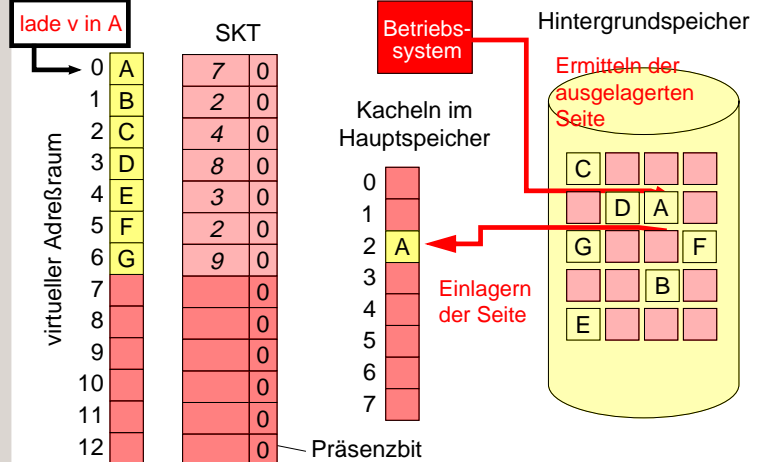 lade v in A
SKT
Betriebs-
system
Hintergrundspeicher
Ermitteln der
ausgelagerten
Seite
virtueller Adreßraum
0 A 7 0
1 B 2 0
2 C 4 0
3 D 8 0
4 E 3 0
5 F 2 0
6 G 9 0
7 0
8 0
9 0
10 0
11 0
12 0
Präsenzbit
Kacheln im
Hauptspeicher
0
1
2 A
3
4
5
6
7
Einlagern
der Seite
C
D A
G F
B
E